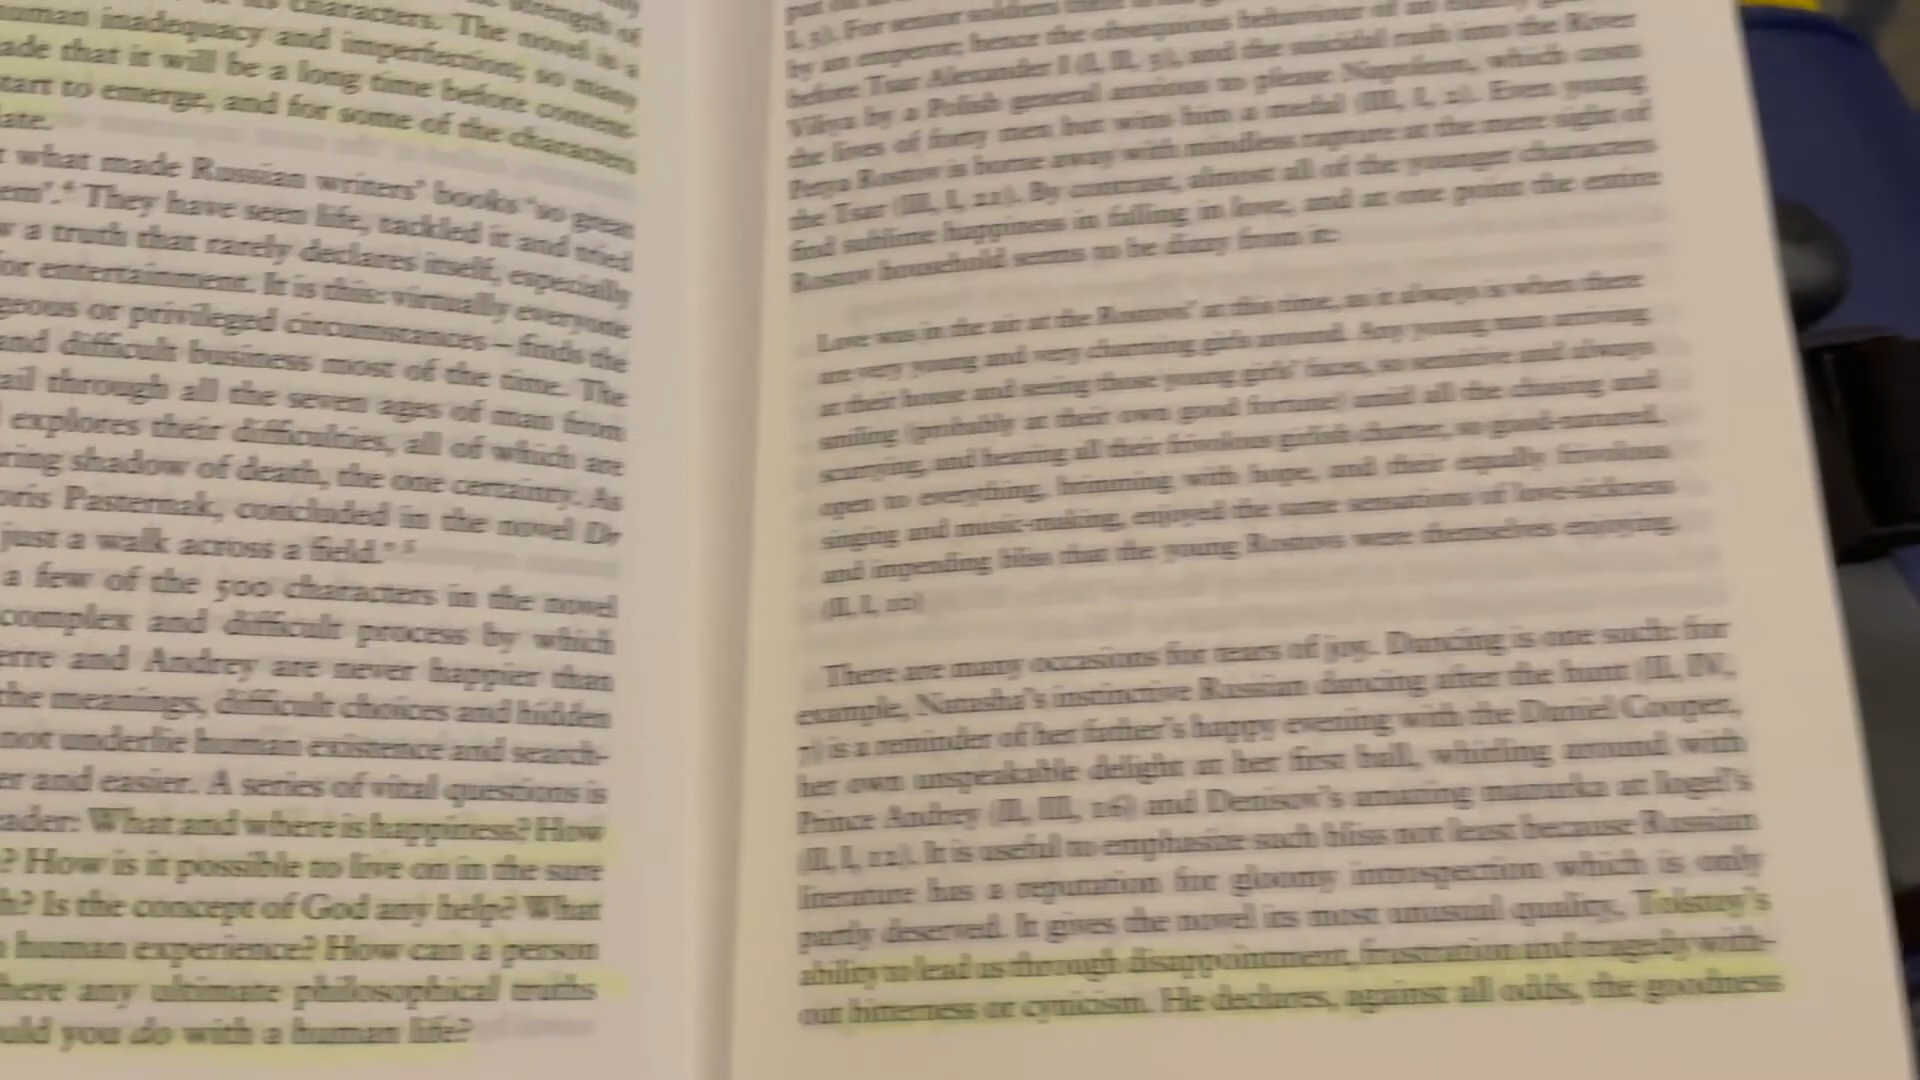 strength of
of its characters. The novel is a
human inadequacy and imperfection; so many
ade that it will be a long time before content-
start to emerge, and for some of the characters
late.
what made Russian writers' books 'so great
em'.⁴ They have seen life, tackled it and tried
a truth that rarely declares itself, especially
for entertainment. It is this: virtually everyone
geous or privileged circumstances – finds the
and difficult business most of the time. The
ail through all the seven ages of man from
explores their difficulties, all of which are
ring shadow of death, the one certainty. As
oris Pasternak, concluded in the novel Dr
just a walk across a field.' ⁵
a few of the 500 characters in the novel
complex and difficult process by which
erre and Andrey are never happier than
the meanings, difficult choices and hidden
not underlie human existence and search-
er and easier. A series of vital questions is
ader: What and where is happiness? How
? How is it possible to live on in the sure
h? Is the concept of God any help? What
human experience? How can a person
here any ultimate philosophical truths
ould you do with a human life?
I, 3). For senior soldiers
by an emperor; hence the obsequious behaviour of an
before Tsar Alexander I (I, III, 3), and the suicidal rush into the River
Viliya by a Polish general anxious to please Napoleon, which costs
the lives of forty men but wins him a medal (III, I, 2). Even young
Petya Rostov is borne away with mindless rapture at the mere sight of
the Tsar (III, I, 21). By contrast, almost all of the younger characters
find sublime happiness in falling in love, and at one point the entire
Rostov household seems to be dizzy from it:
Love was in the air at the Rostovs' at this time, as it always is when there
are very young and very charming girls around. Any young man arriving
at their house and seeing those young girls' faces, so sensitive and always
smiling (probably at their own good fortune) amid all the chasing and
scurrying, and hearing all their frivolous girlish chatter, so good-natured,
open to everything, brimming with hope, and their equally frivolous
singing and music-making, enjoyed the same sensations of love-sickness
and impending bliss that the young Rostovs were themselves enjoying.
(II, I, 10)
There are many occasions for tears of joy. Dancing is one such: for
example, Natasha's instinctive Russian dancing after the hunt (II, IV,
7) is a reminder of her father's happy evening with the Daniel Cooper,
her own unspeakable delight at her first ball, whirling around with
Prince Andrey (II, III, 16) and Denisov's amazing mazurka at Iogel's
(II, I, 12). It is useful to emphasize such bliss not least because Russian
literature has a reputation for gloomy introspection which is only
partly deserved. It gives the novel its most unusual quality, Tolstoy's
ability to lead us through disappointment, frustration and tragedy with-
out bitterness or cynicism. He declares, against all odds, the goodness